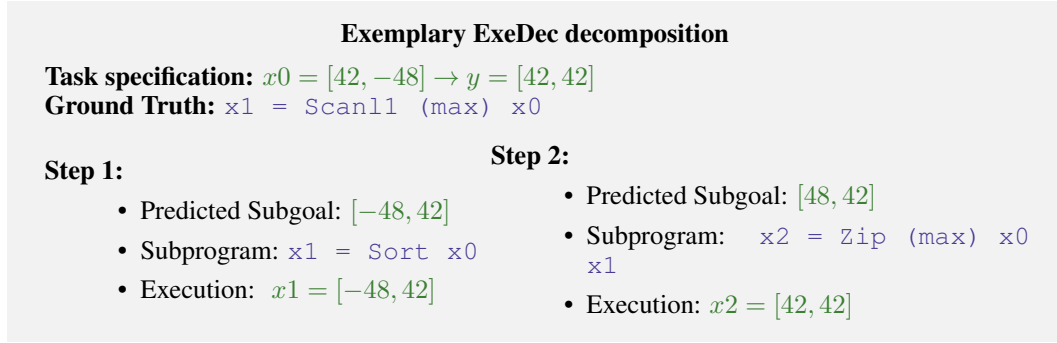 Exemplary ExeDec decomposition
Task specification: x0 = [42, −48] → y = [42, 42]
Ground Truth: x1 = Scanl1 (max) x0
Step 1:
• Predicted Subgoal: [−48, 42]
• Subprogram: x1 = Sort x0
• Execution: x1 = [−48, 42]
Step 2:
• Predicted Subgoal: [48, 42]
• Subprogram: x2 = Zip (max) x0
x1
• Execution: x2 = [42, 42]